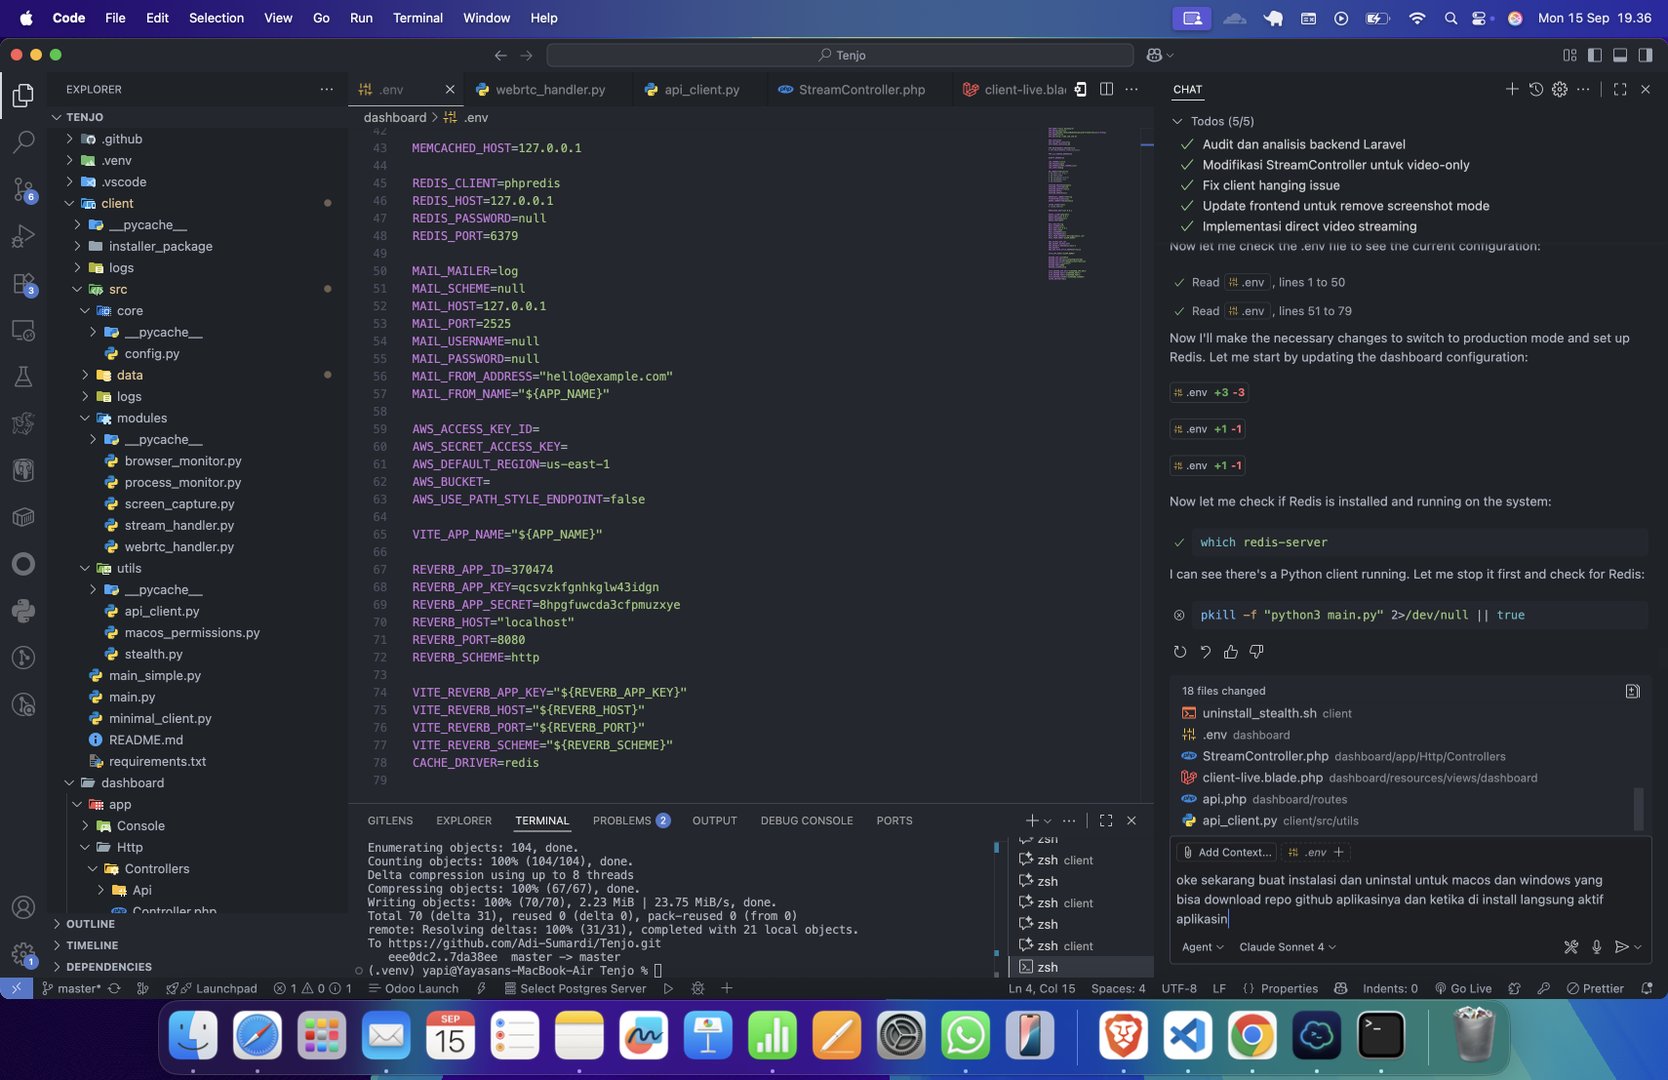 Code File Edit Selection View Go Run Terminal Window Help Mon 15 Sep 19.36
Tenjo
EXPLORER
TENJO
.github
.venv
.vscode
client
__pycache__
installer_package
logs
src
core
__pycache__
config.py
data
logs
modules
__pycache__
browser_monitor.py
process_monitor.py
screen_capture.py
stream_handler.py
webrtc_handler.py
utils
__pycache__
api_client.py
macos_permissions.py
stealth.py
main_simple.py
main.py
minimal_client.py
README.md
requirements.txt
dashboard
app
Console
Http
Controllers
Api
Controller.php
OUTLINE
TIMELINE
DEPENDENCIES
6
3
1
.env webrtc_handler.py api_client.py StreamController.php client-live.bla
dashboard > .env
42
43 MEMCACHED_HOST=127.0.0.1
44
45 REDIS_CLIENT=phpredis
46 REDIS_HOST=127.0.0.1
47 REDIS_PASSWORD=null
48 REDIS_PORT=6379
49
50 MAIL_MAILER=log
51 MAIL_SCHEME=null
52 MAIL_HOST=127.0.0.1
53 MAIL_PORT=2525
54 MAIL_USERNAME=null
55 MAIL_PASSWORD=null
56 MAIL_FROM_ADDRESS="hello@example.com"
57 MAIL_FROM_NAME="${APP_NAME}"
58
59 AWS_ACCESS_KEY_ID=
60 AWS_SECRET_ACCESS_KEY=
61 AWS_DEFAULT_REGION=us-east-1
62 AWS_BUCKET=
63 AWS_USE_PATH_STYLE_ENDPOINT=false
64
65 VITE_APP_NAME="${APP_NAME}"
66
67 REVERB_APP_ID=370474
68 REVERB_APP_KEY=qcsvzkfgnhkglw43idgn
69 REVERB_APP_SECRET=8hpgfuwcda3cfpmuzxye
70 REVERB_HOST="localhost"
71 REVERB_PORT=8080
72 REVERB_SCHEME=http
73
74 VITE_REVERB_APP_KEY="${REVERB_APP_KEY}"
75 VITE_REVERB_HOST="${REVERB_HOST}"
76 VITE_REVERB_PORT="${REVERB_PORT}"
77 VITE_REVERB_SCHEME="${REVERB_SCHEME}"
78 CACHE_DRIVER=redis
79
GITLENS EXPLORER TERMINAL PROBLEMS 2 OUTPUT DEBUG CONSOLE PORTS
Enumerating objects: 104, done.
Counting objects: 100% (104/104), done.
Delta compression using up to 8 threads
Compressing objects: 100% (67/67), done.
Writing objects: 100% (70/70), 2.23 MiB | 23.75 MiB/s, done.
Total 70 (delta 31), reused 0 (delta 0), pack-reused 0 (from 0)
remote: Resolving deltas: 100% (31/31), completed with 21 local objects.
To https://github.com/Adi-Sumardi/Tenjo.git
eee0dc2..7da38ee master -> master
(.venv) yapi@Yayasans-MacBook-Air Tenjo %
zsh
zsh client
zsh
zsh client
zsh
zsh client
zsh
CHAT
Todos (5/5)
Audit dan analisis backend Laravel
Modifikasi StreamController untuk video-only
Fix client hanging issue
Update frontend untuk remove screenshot mode
Implementasi direct video streaming
Now let me check the .env file to see the current configuration:
Read .env , lines 1 to 50
Read .env , lines 51 to 79
Now I'll make the necessary changes to switch to production mode and set up
Redis. Let me start by updating the dashboard configuration:
.env +3 -3
.env +1 -1
.env +1 -1
Now let me check if Redis is installed and running on the system:
which redis-server
I can see there's a Python client running. Let me stop it first and check for Redis:
pkill -f "python3 main.py" 2>/dev/null || true
18 files changed
uninstall_stealth.sh client
.env dashboard
StreamController.php dashboard/app/Http/Controllers
client-live.blade.php dashboard/resources/views/dashboard
api.php dashboard/routes
api_client.py client/src/utils
Add Context... .env +
oke sekarang buat instalasi dan uninstal untuk macos dan windows yang
bisa download repo github aplikasinya dan ketika di install langsung aktif
aplikasin
Agent Claude Sonnet 4
master* Launchpad 1 0 1 Odoo Launch Select Postgres Server Ln 4, Col 15 Spaces: 4 UTF-8 LF {} Properties Indents: 0 Go Live Prettier
SEP
15